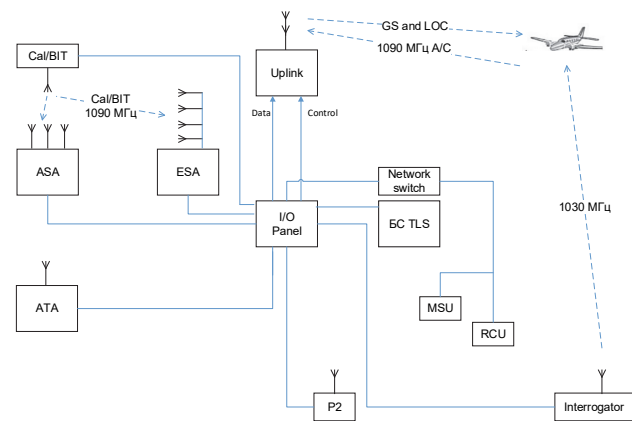 GS and LOC
1090 МГц A/C
Cal/BIT
Uplink
Cal/BIT
1090 МГц
Data
Control
ASA
ESA
Network
switch
I/O
Panel
БС TLS
1030 МГц
ATA
MSU
RCU
P2
Interrogator